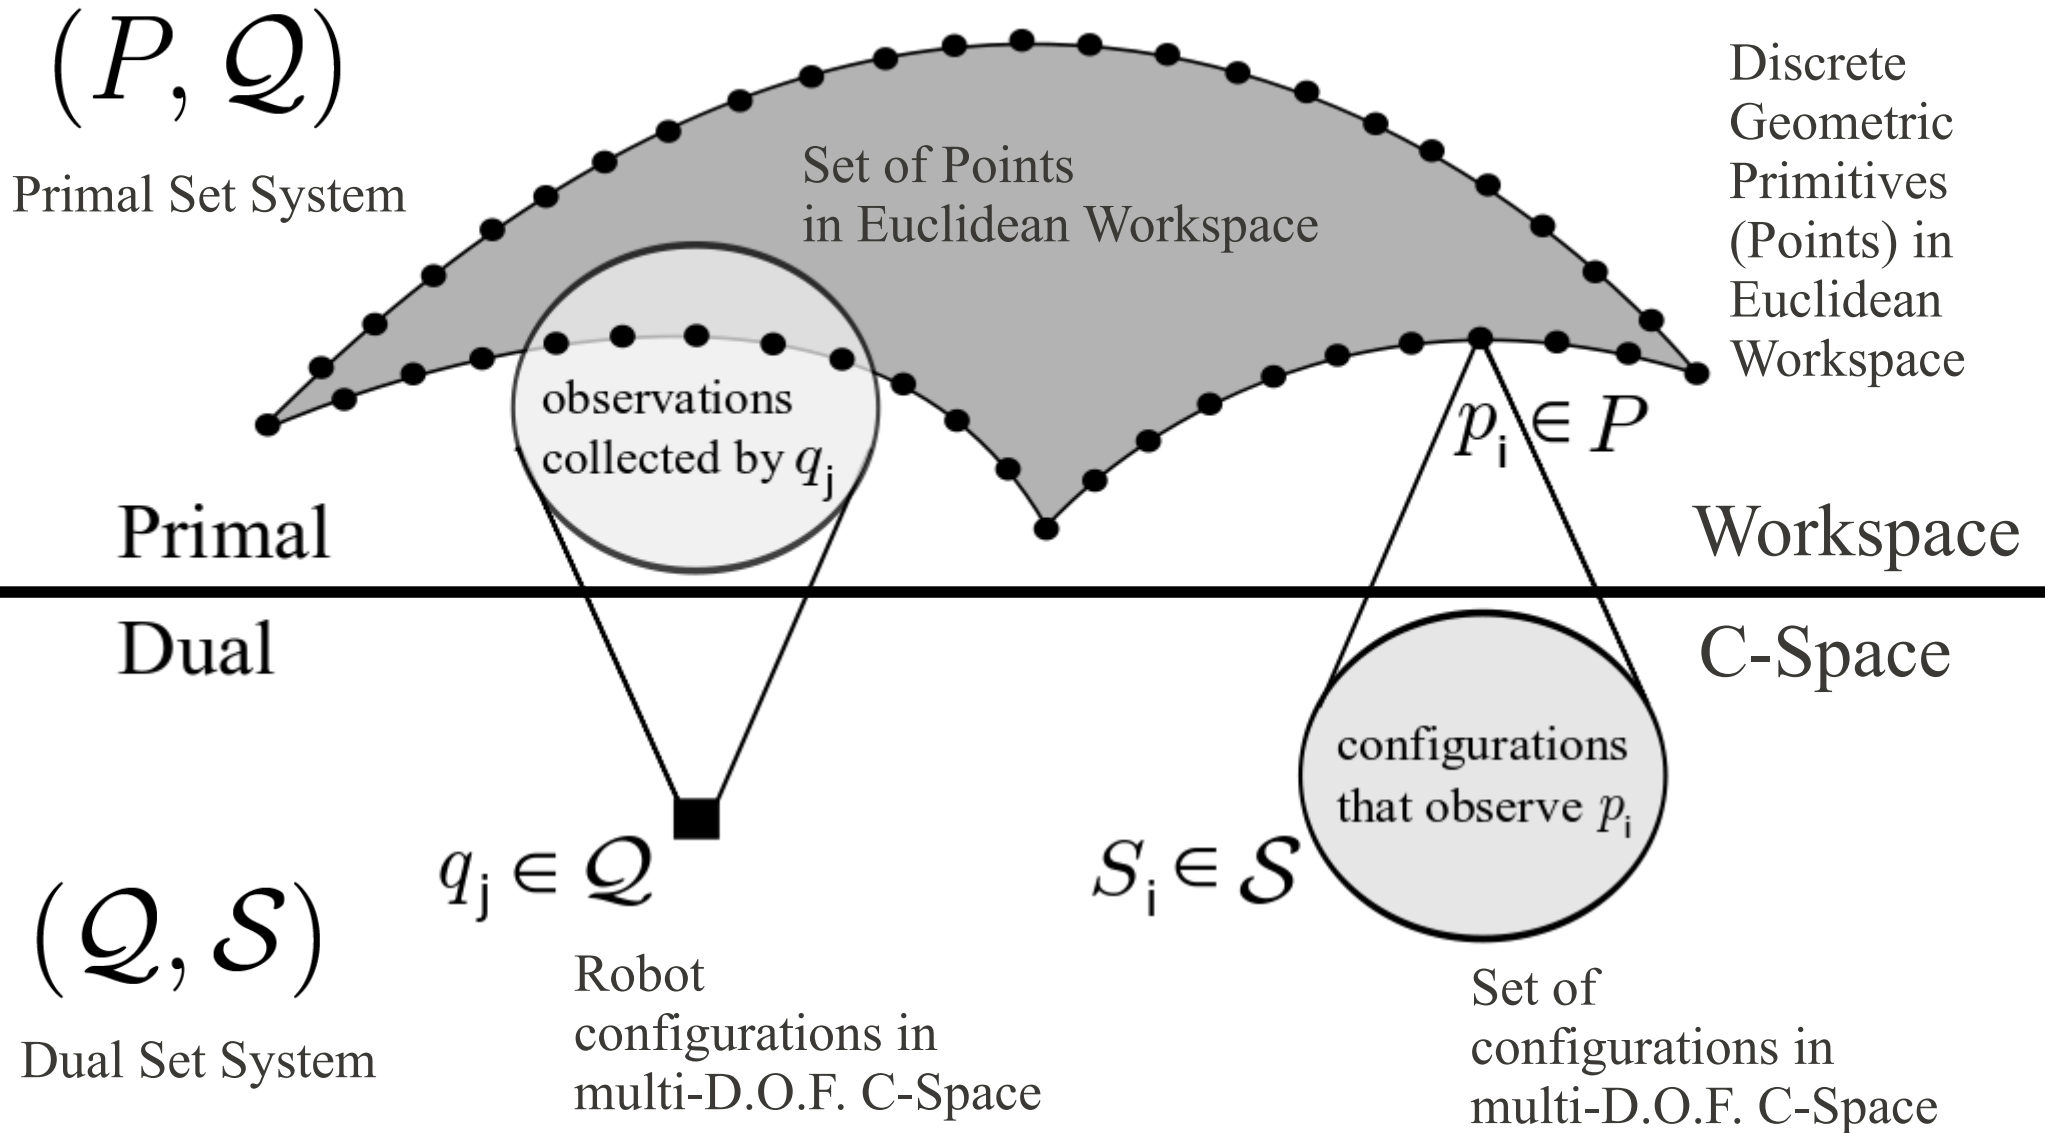 (P, Q)
Primal Set System
Set of Points
in Euclidean Workspace
Discrete
Geometric
Primitives
(Points) in
Euclidean
Workspace
observations
collected by qj
pi ∈ P
Primal
Workspace
Dual
C-Space
configurations
that observe pi
qj ∈ Q
Si ∈ S
(Q, S)
Dual Set System
Robot
configurations in
multi-D.O.F. C-Space
Set of
configurations in
multi-D.O.F. C-Space